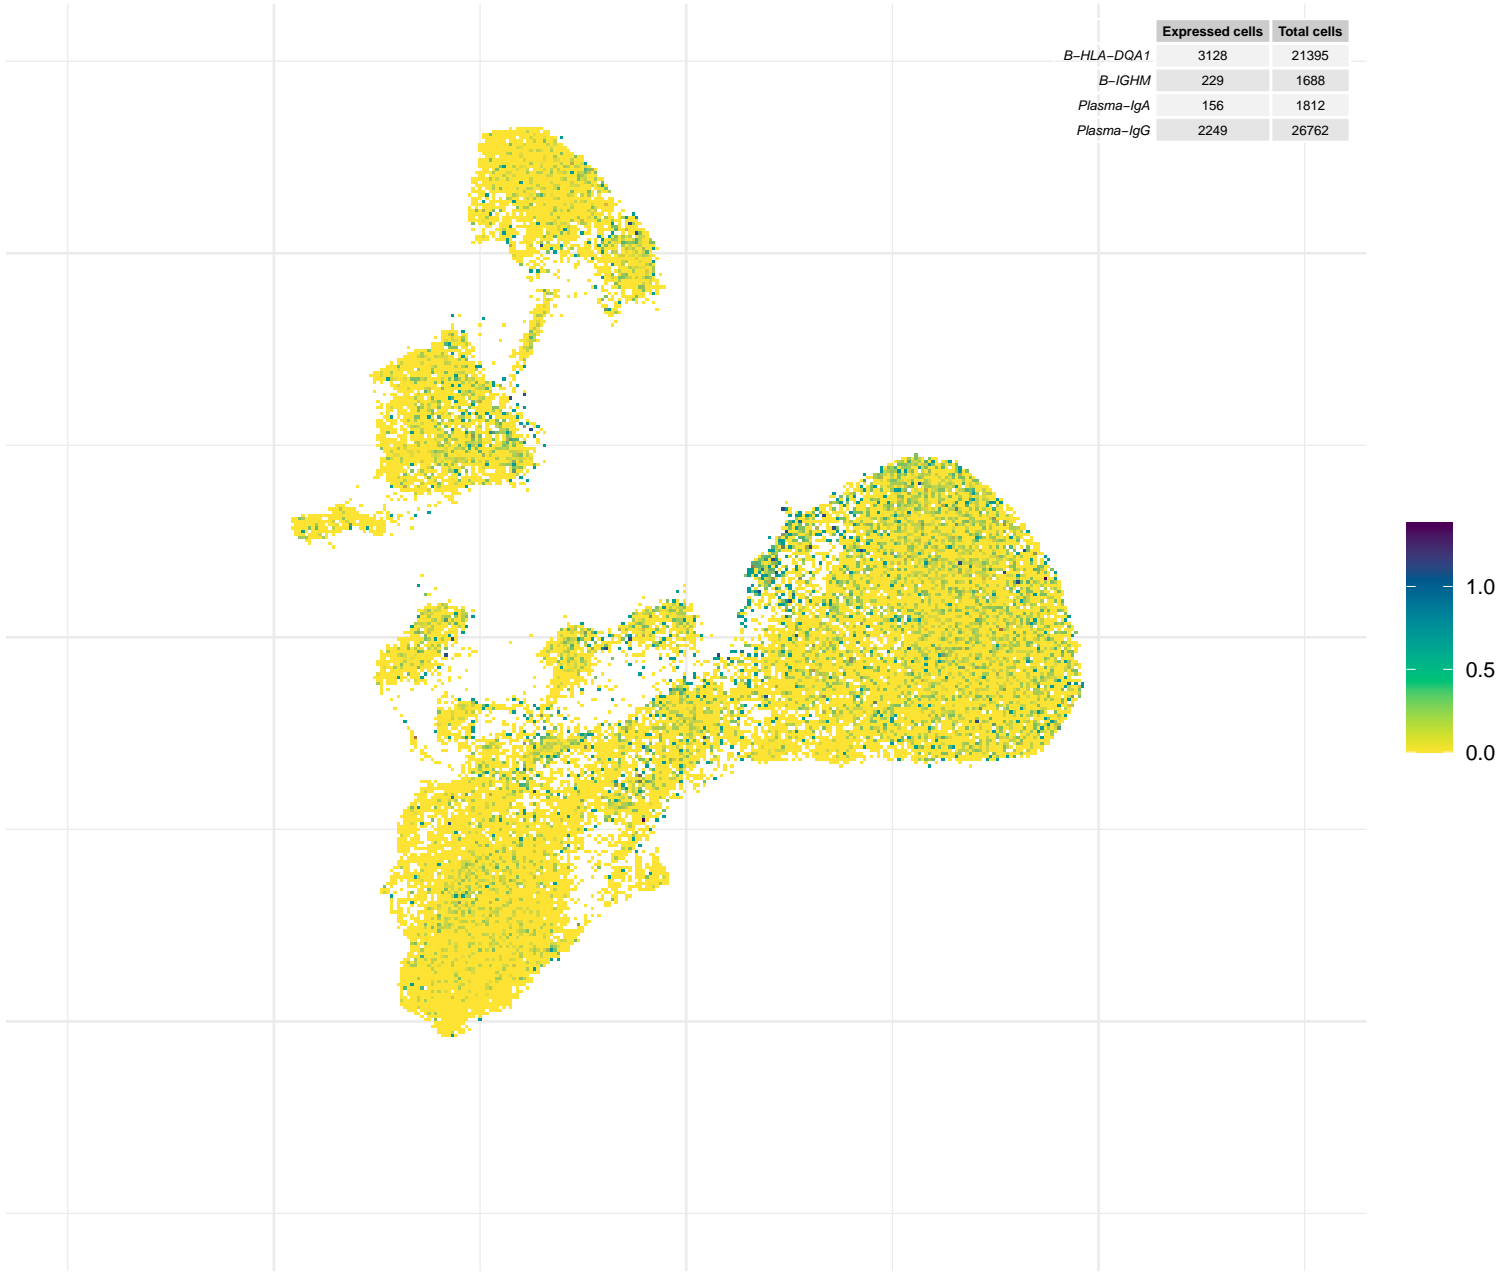 Expressed cells Total cells
B−HLA−DQA1 3128 21395
B−IGHM 229 1688
Plasma−IgA 156 1812
Plasma−IgG 2249 26762
1.0
0.5
0.0